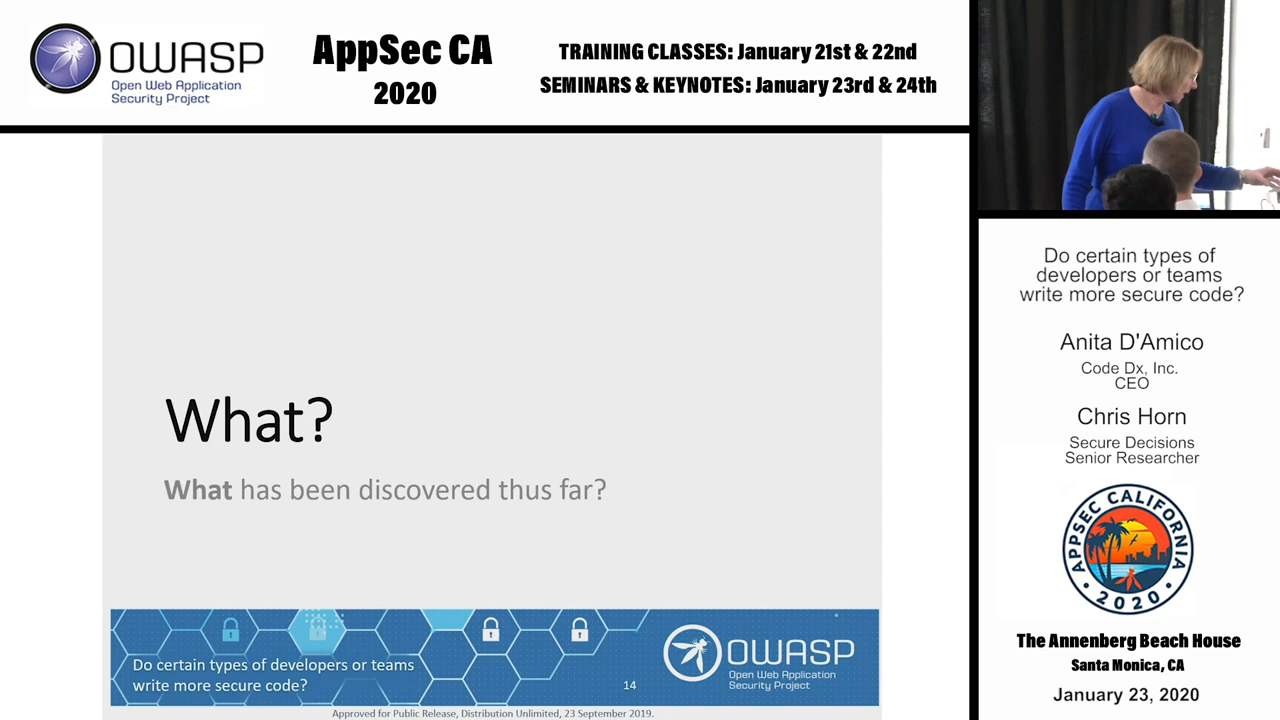 OWASP
Open Web Application
Security Project
AppSec CA
2020
TRAINING CLASSES: January 21st & 22nd
SEMINARS & KEYNOTES: January 23rd & 24th
What?
What has been discovered thus far?
Do certain types of developers or teams
write more secure code?
14
OWASP
Open Web Application
Security Project
Approved for Public Release, Distribution Unlimited, 23 September 2019.
Do certain types of
developers or teams
write more secure code?
Anita D'Amico
Code Dx, Inc.
CEO
Chris Horn
Secure Decisions
Senior Researcher
APPSEC CALIFORNIA
• 2020 •
The Annenberg Beach House
Santa Monica, CA
January 23, 2020